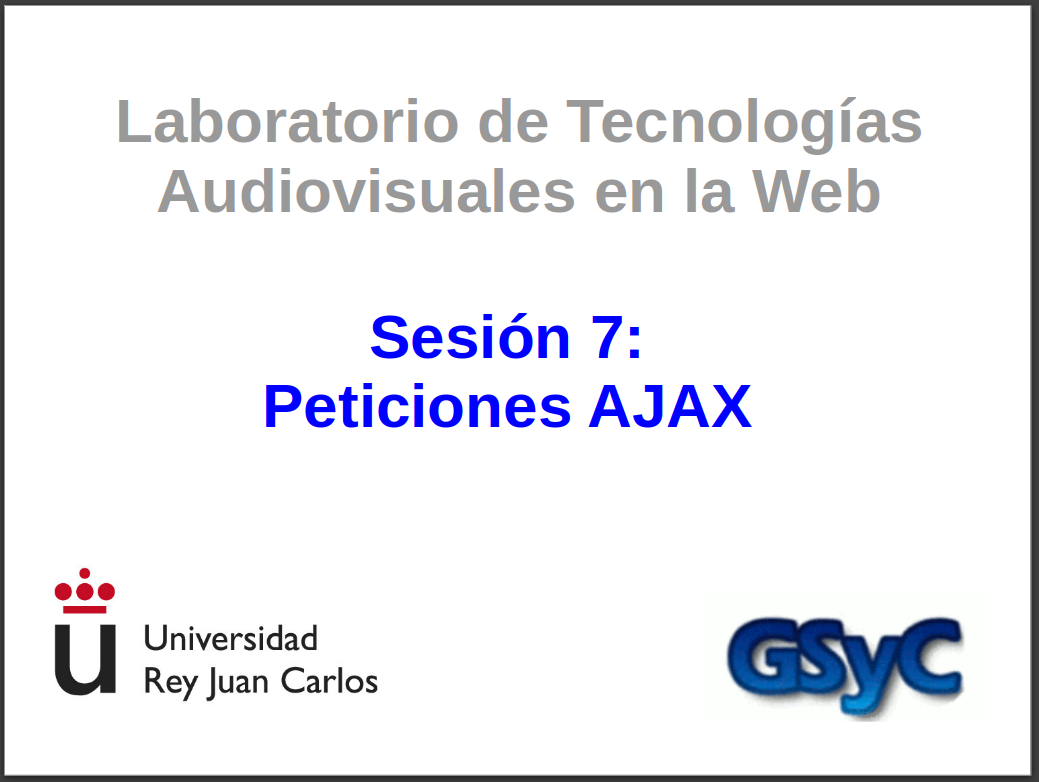 Laboratorio de Tecnologías
Audiovisuales en la Web
Sesión 7:
Peticiones AJAX
Universidad
Rey Juan Carlos
GSyC